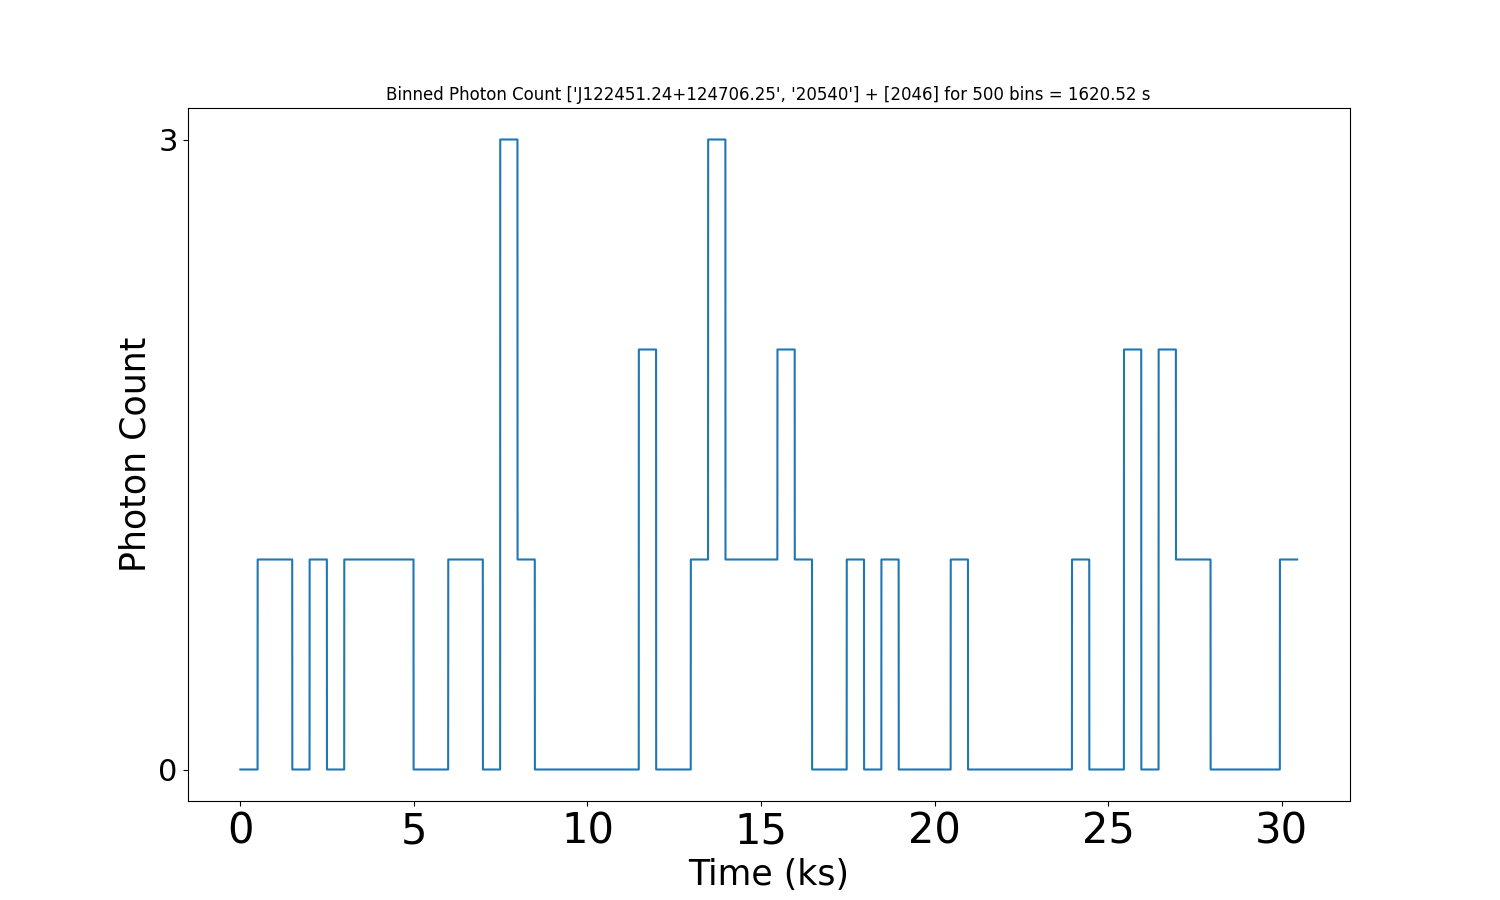 Binned Photon Count ['J122451.24+124706.25', '20540'] + [2046] for 500 bins = 1620.52 s
3
Photon Count
0
0 5 10 15 20 25 30
Time (ks)